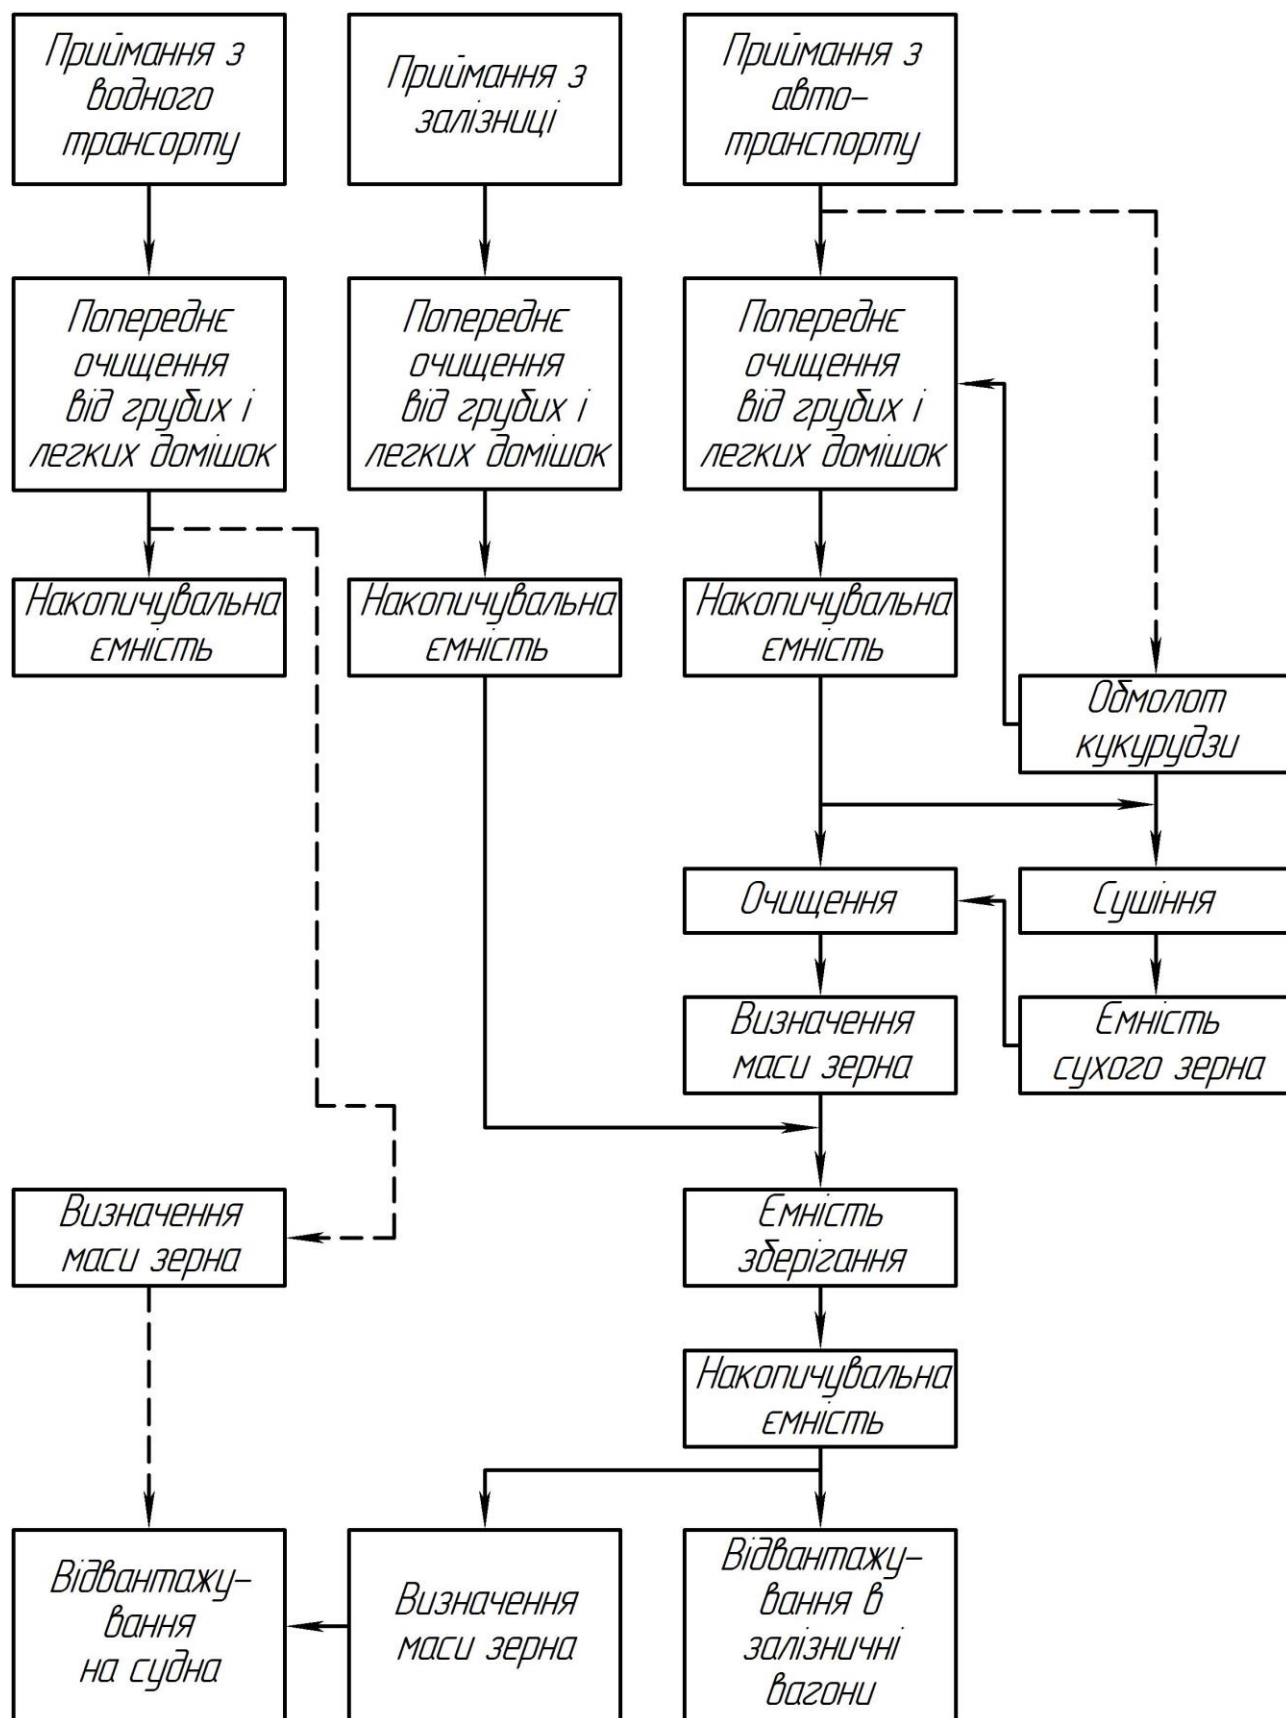 Приймання з
водного
трансорту
Приймання з
залізниці
Приймання з
авто-
транспорту
Попереднє
очищення
від грубих і
легких домішок
Попереднє
очищення
від грубих і
легких домішок
Попереднє
очищення
від грубих і
легких домішок
Накопичувальна
ємність
Накопичувальна
ємність
Накопичувальна
ємність
Обмолот
кукурудзи
Очищення
Сушіння
Визначення
маси зерна
Ємність
сухого зерна
Визначення
маси зерна
Ємність
зберігання
Накопичувальна
ємність
Відвантажу-
вання
на судна
Визначення
маси зерна
Відвантажу-
вання в
залізничні
вагони